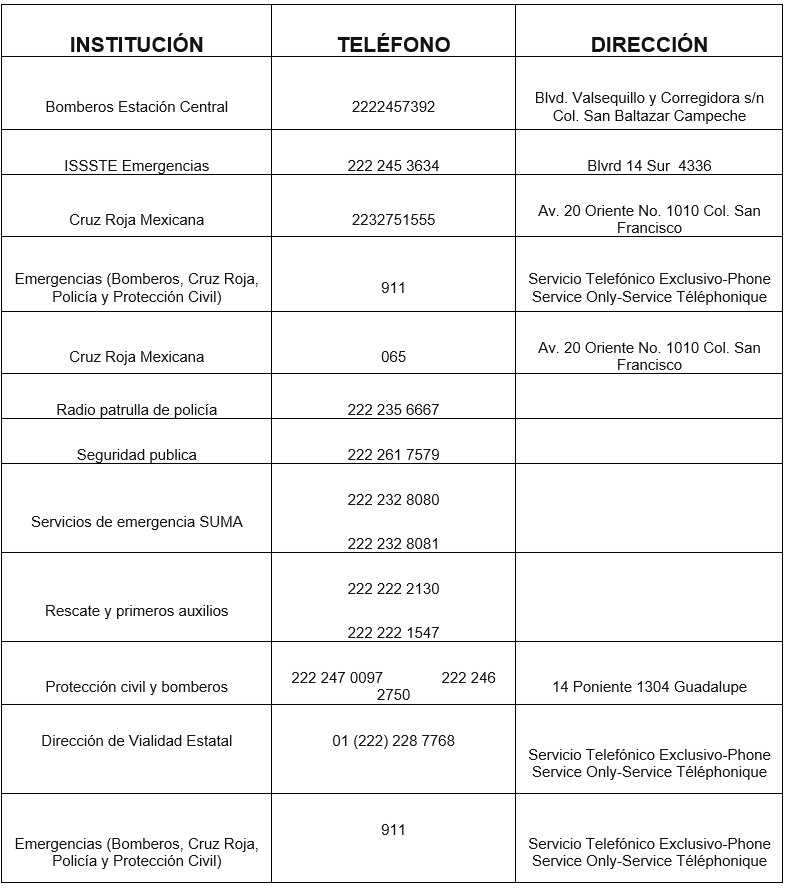 INSTITUCIÓN TELÉFONO DIRECCIÓN
Bomberos Estación Central 2222457392 Blvd. Valsequillo y Corregidora s/n
Col. San Baltazar Campeche
ISSSTE Emergencias 222 245 3634 Blvrd 14 Sur 4336
Cruz Roja Mexicana 2232751555 Av. 20 Oriente No. 1010 Col. San
Francisco
Emergencias (Bomberos, Cruz Roja,
Policía y Protección Civil)
911
Servicio Telefónico Exclusivo-Phone
Service Only-Service Téléphonique
Cruz Roja Mexicana 065 Av. 20 Oriente No. 1010 Col. San
Francisco
Radio patrulla de policía 222 235 6667
Seguridad publica 222 261 7579
Servicios de emergencia SUMA
222 232 8080
222 232 8081
Rescate y primeros auxilios
222 222 2130
222 222 1547
Protección civil y bomberos
222 247 0097 222 246
2750
14 Poniente 1304 Guadalupe
Dirección de Vialidad Estatal 01 (222) 228 7768
Servicio Telefónico Exclusivo-Phone
Service Only-Service Téléphonique
Emergencias (Bomberos, Cruz Roja,
Policía y Protección Civil)
911
Servicio Telefónico Exclusivo-Phone
Service Only-Service Téléphonique